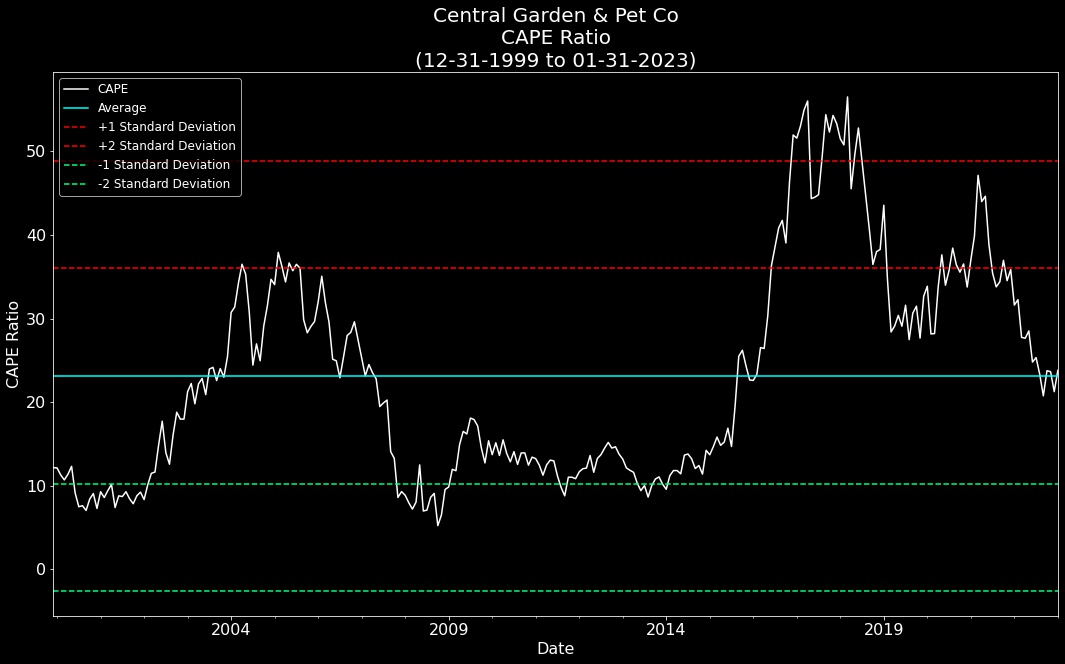 Central Garden & Pet Co
CAPE Ratio
(12-31-1999 to 01-31-2023)
CAPE
Average
+1 Standard Deviation
+2 Standard Deviation
-1 Standard Deviation
-2 Standard Deviation
50
40
30
20
10
0
CAPE Ratio
2004
2009
2014
2019
Date